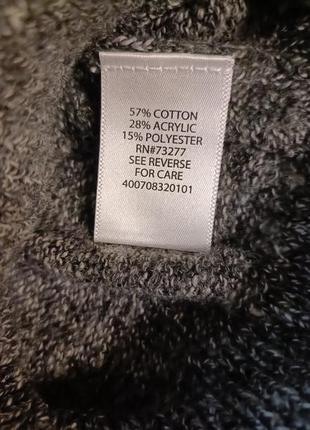 57% COTTON
28% ACRYLIC
15% POLYESTER
RN#73277
SEE REVERSE
FOR CARE
400708320101